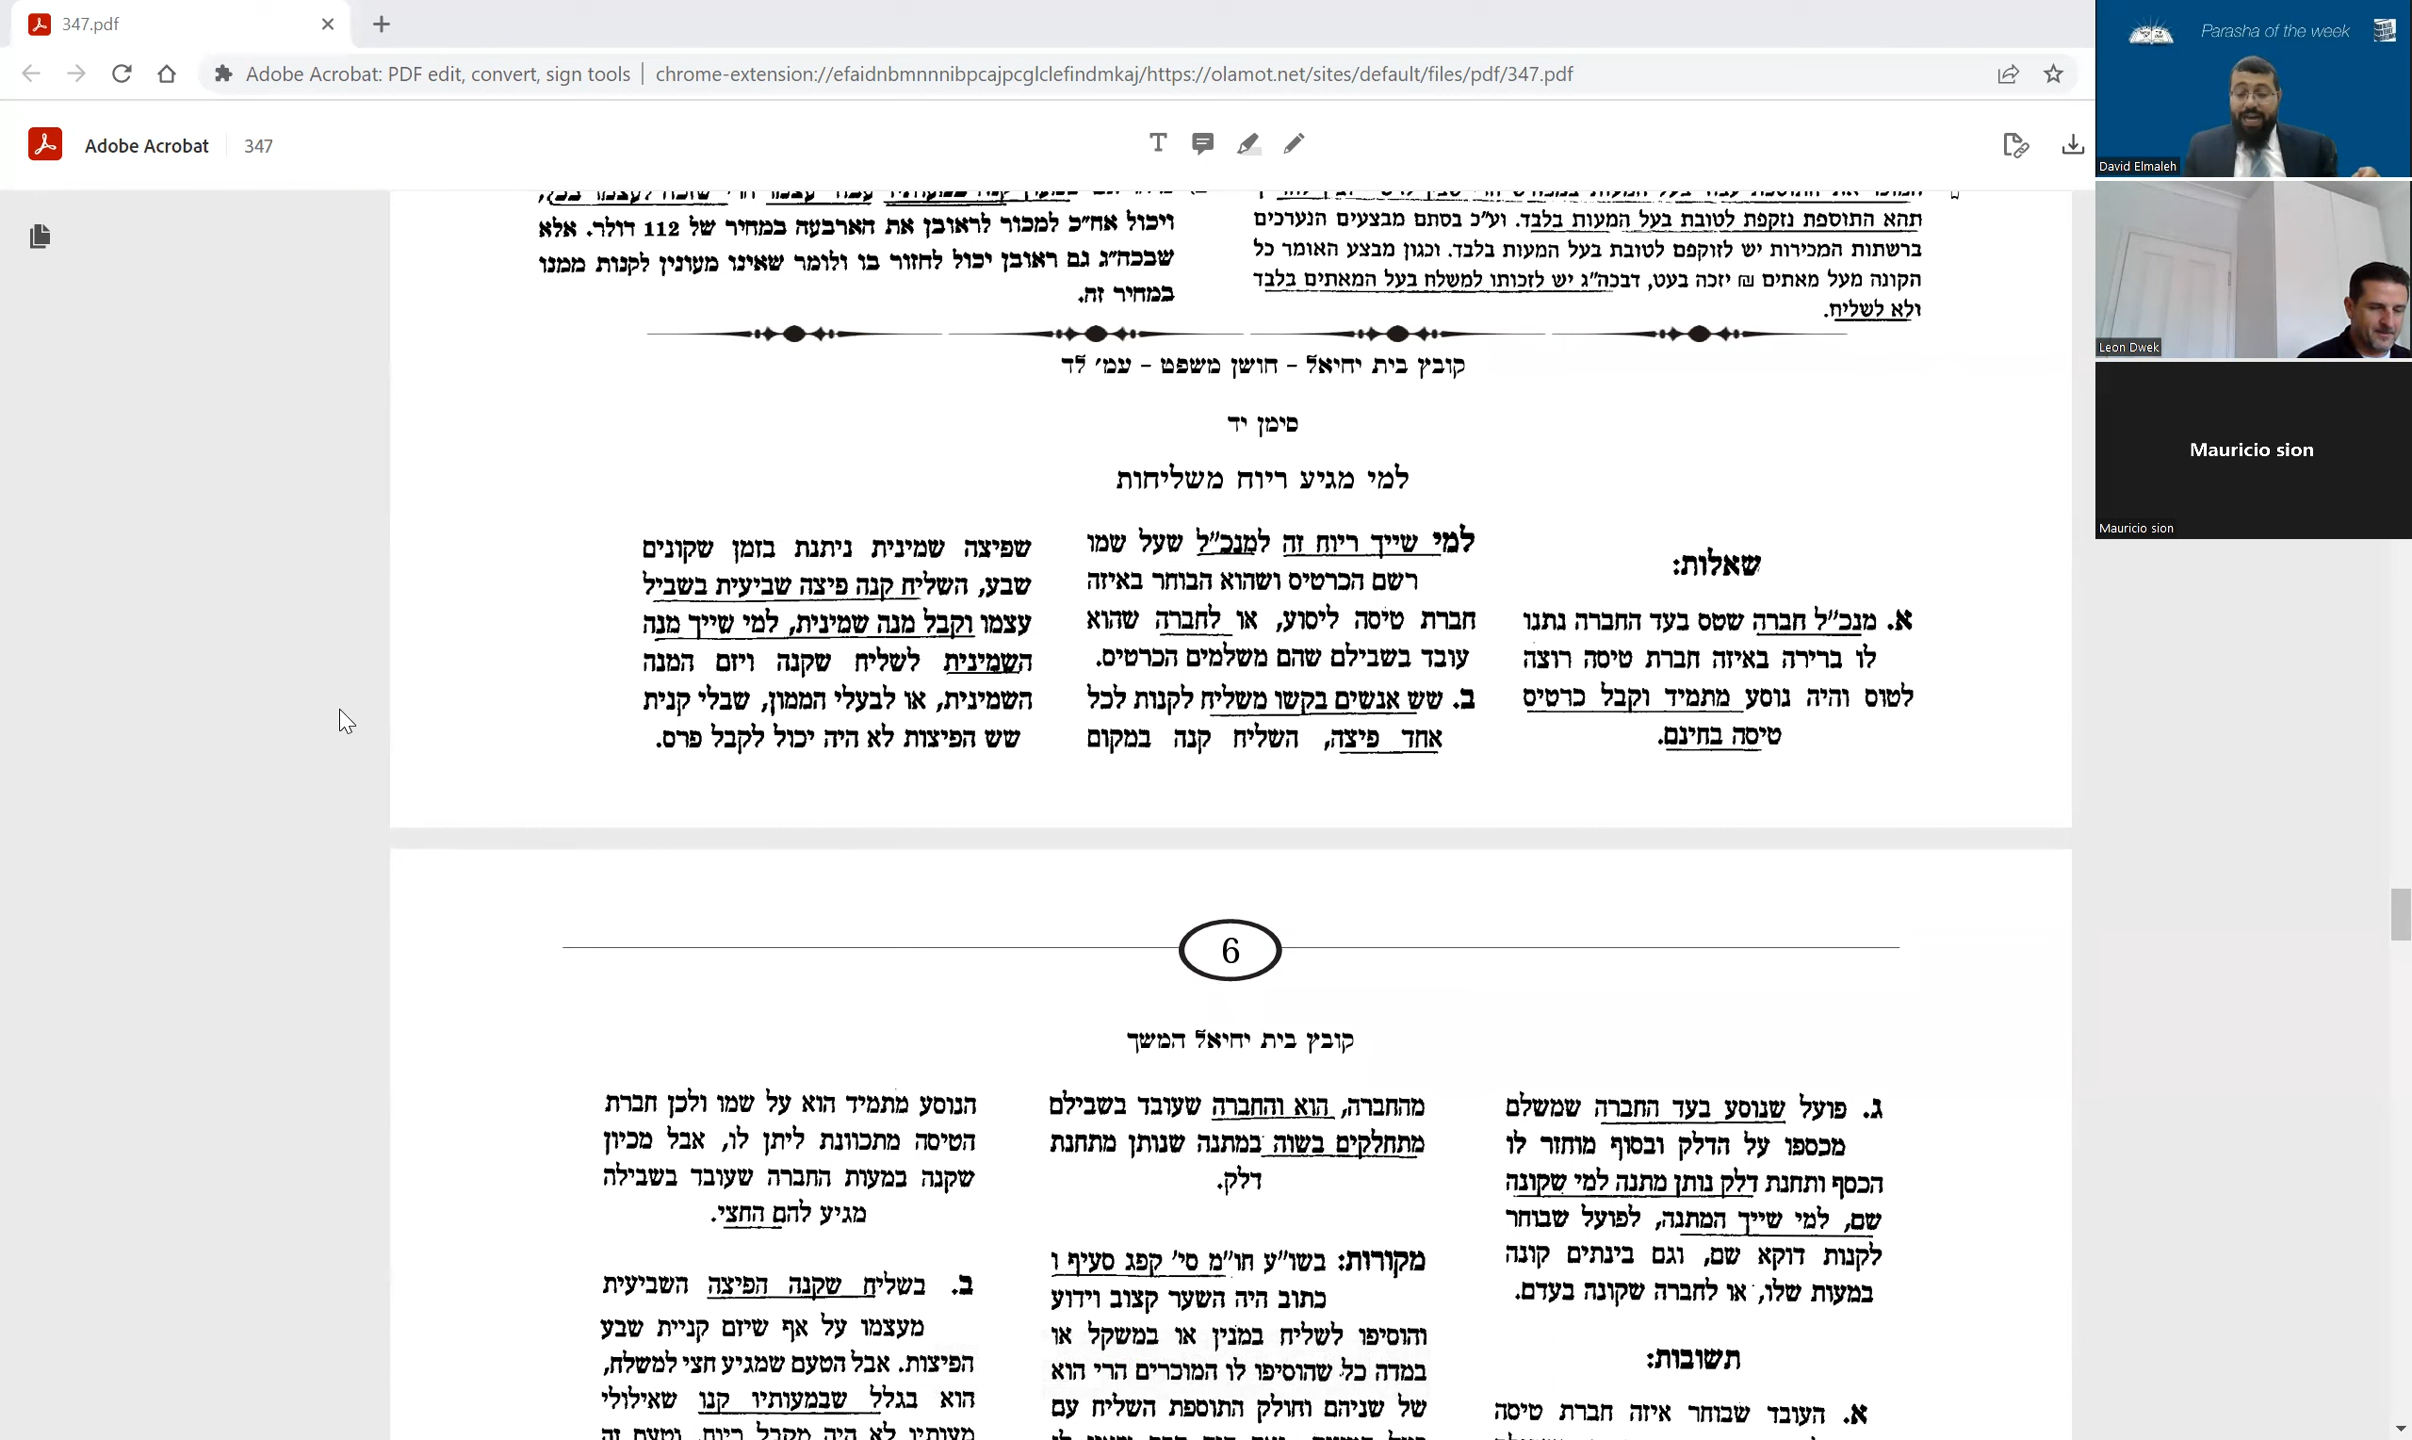 347.pdf
Adobe Acrobat: PDF edit, convert, sign tools
chrome-extension://efaidnbmnnnibpcajpcglclefindmkaj/https://olamot.net/sites/default/files/pdf/347.pdf
Adobe Acrobat
347
Parasha of the week
David Elmaleh
Leon Dwek
Mauricio sion
Mauricio sion
תהא התוספת נזקפת לטובת בעל המעות בלבד. וע״כ בסתם מבצעים הנערכים
ברשתות המכירות יש לזוקפם לטובת בעל המעות בלבד. וכגון מבצע האומר כל
הקונה מעל מאתים ₪ יזכה בעט, דבכה״ג יש לזכותו למשלח בעל המאתים בלבד
ולא לשליח.
ויכול אח״כ למכור לראובן את הארבעה במחיר של 112 דולר. אלא
שבכה״ג גם ראובן יכול לחזור בו ולומר שאינו מעונין לקנות ממנו
במחיר זה.
קובץ בית יחיאל - חושן משפט - עמ׳ לד
סימן יד
למי מגיע ריוח משליחות
שאלות:
א. מנכ״ל חברה שטס בעד החברה נתנו
לו ברירה באיזה חברת טיסה רוצה
לטוס והיה נוסע מתמיד וקבל כרטיס
טיסה בחינם.
למי שייך ריוח זה למנכ״ל שעל שמו
רשם הכרטיס ושהוא הבוחר באיזה
חברת טיסה ליסוע, או לחברה שהוא
עובד בשבילם שהם משלמים הכרטיס.
ב. שש אנשים בקשו משליח לקנות לכל
אחד פיצה, השליח קנה במקום
שפיצה שמינית ניתנת בזמן שקונים
שבע, השליח קנה פיצה שביעית בשביל
עצמו וקבל מנה שמינית, למי שייך מנה
השמינית לשליח שקנה ויזם המנה
השמינית, או לבעלי הממון, שבלי קנית
שש הפיצות לא היה יכול לקבל פרס.
6
קובץ בית יחיאל המשך
ג. פועל שנוסע בעד החברה שמשלם
מכספו על הדלק ובסוף מוחזר לו
הכסף ותחנת דלק נותן מתנה למי שקונה
שם, למי שייך המתנה, לפועל שבוחר
לקנות דוקא שם, וגם בינתים קונה
במעות שלו, או לחברה שקונה בעדם.
תשובות:
א. העובד שבוחר איזה חברת טיסה
מהחברה, הוא והחברה שעובד בשבילם
מתחלקים בשוה במתנה שנותן מתחנת
דלק.
מקורות: בשו״ע חו״מ סי׳ קפג סעיף ו
כתוב היה השער קצוב וידוע
והוסיפו לשליח במנין או במשקל או
במדה כל שהוסיפו לו המוכרים הרי הוא
של שניהם וחולק התוספת השליח עם
הנוסע מתמיד הוא על שמו ולכן חברת
הטיסה מתכוונת ליתן לו, אבל מכיון
שקנה במעות החברה שעובד בשבילה
מגיע להם החצי.
ב. בשליח שקנה הפיצה השביעית
מעצמו על אף שיזם קניית שבע
הפיצות. אבל הטעם שמגיע חצי למשלח,
הוא בגלל שבמעותיו קנו שאילולי
מעותיו לא היה מקבל ריוח. וטעם זה